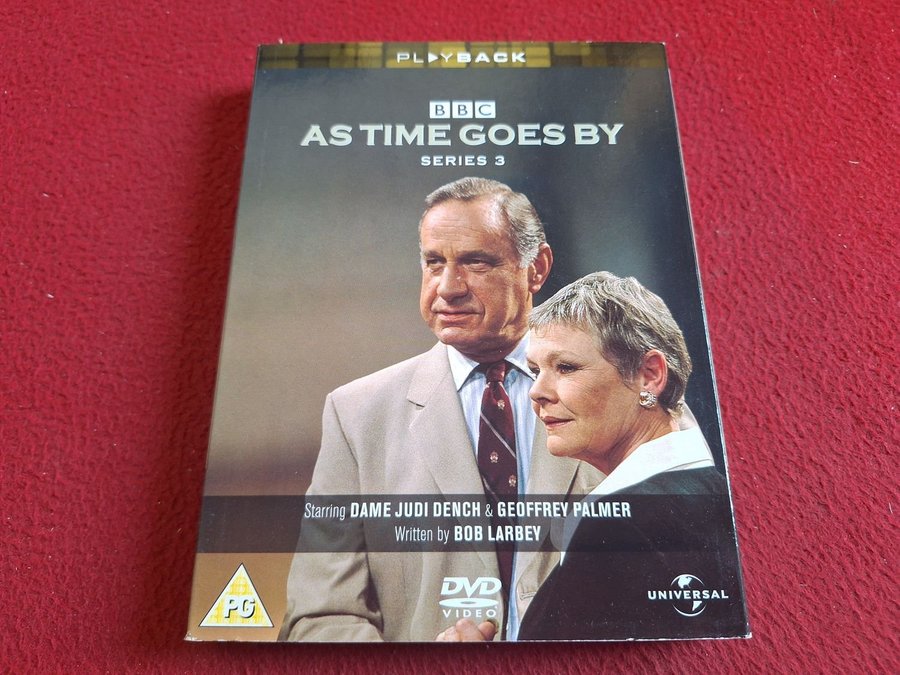 PLAYBACK
BBC
AS TIME GOES BY
SERIES 3
Starring DAME JUDI DENCH & GEOFFREY PALMER
Written by BOB LARBEY
PG
DVD
VIDEO
UNIVERSAL